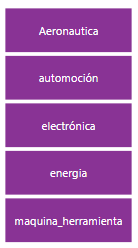 Aeronautica
automoción
electrónica
energia
maquina_herramienta